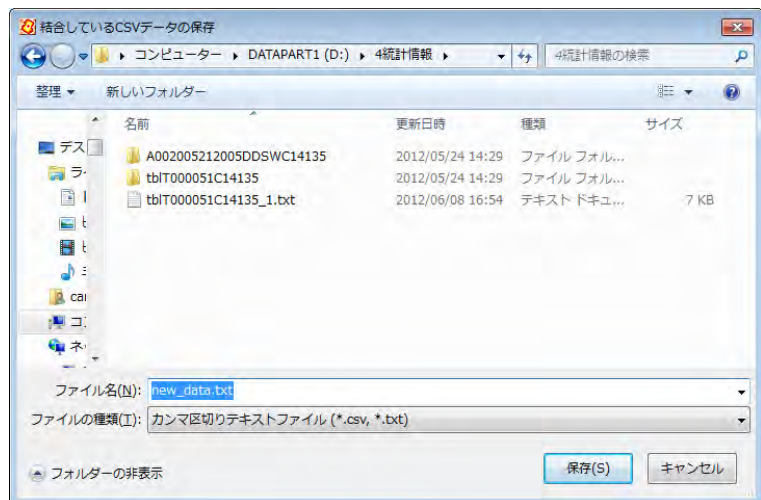 結合しているCSVデータの保存
コンピューター ▸ DATAPART1 (D:) ▸ 4統計情報 ▸
4統計情報の検索
整理 新しいフォルダー
名前 更新日時 種類 サイズ
A002005212005DDSWC14135 2012/05/24 14:29 ファイル フォル...
tblT000051C14135 2012/05/24 14:29 ファイル フォル...
tblT000051C14135_1.txt 2012/06/08 16:54 テキスト ドキュ... 7 KB
デス
ラ
car
コン
ネ
ファイル名(N): new_data.txt
ファイルの種類(T): カンマ区切りテキストファイル (*.csv, *.txt)
フォルダーの非表示
保存(S) キャンセル